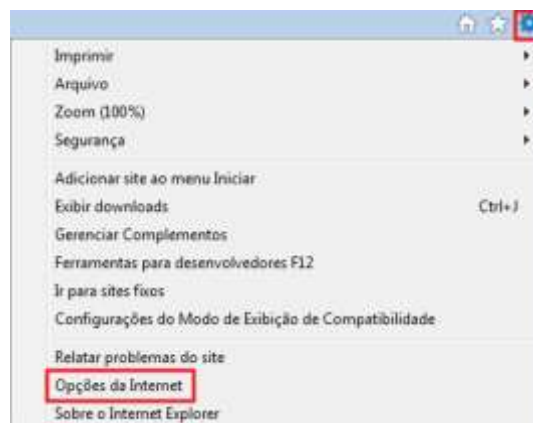 Imprimir
Arquivo
Zoom (100%)
Segurança
Adicionar site ao menu Iniciar
Exibir downloads Ctrl+J
Gerenciar Complementos
Ferramentas para desenvolvedores F12
Ir para sites fixos
Configurações do Modo de Exibição de Compatibilidade
Relatar problemas do site
Opções da Internet
Sobre o Internet Explorer